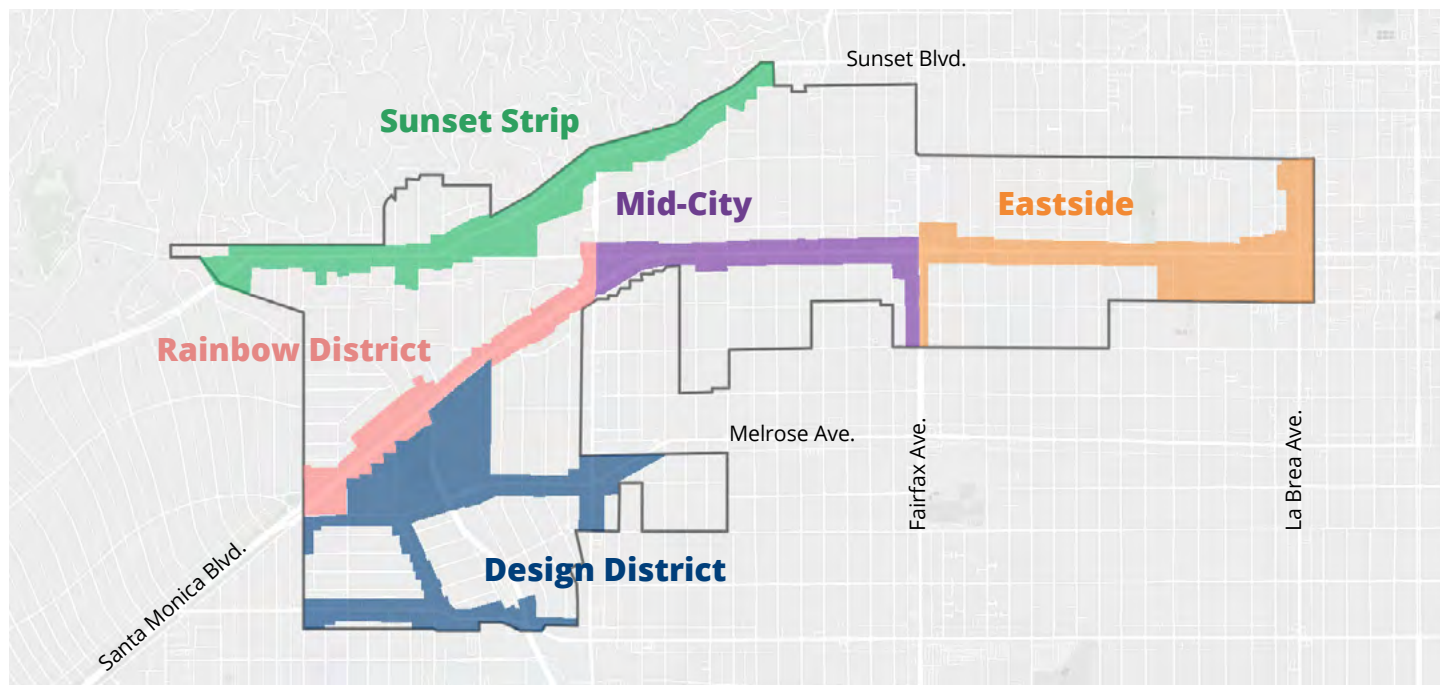 Sunset Blvd.
Sunset Strip
Mid-City
Eastside
Rainbow District
Melrose Ave.
Fairfax Ave.
La Brea Ave.
Design District
Santa Monica Blvd.